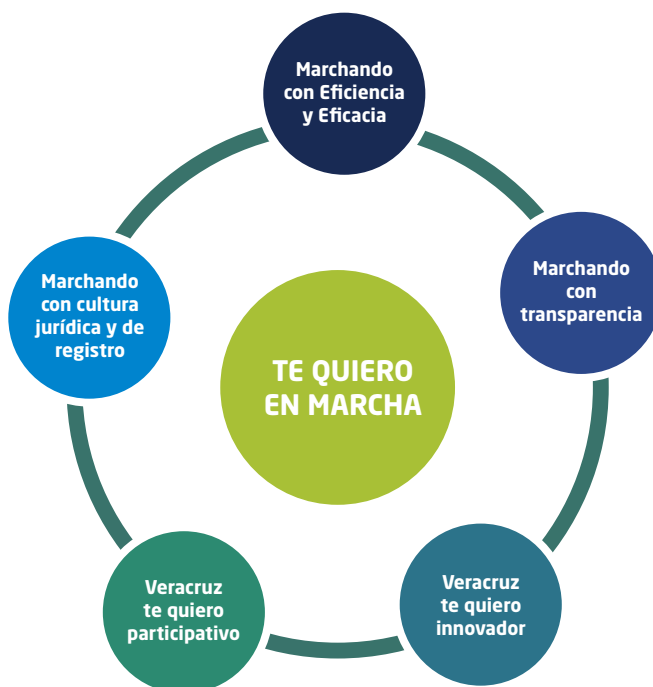 Marchando
con Eficiencia
y Eficacia
Marchando
con
transparencia
Marchando
con cultura
jurídica y de
registro
TE QUIERO
EN MARCHA
Veracruz
te quiero
innovador
Veracruz
te quiero
participativo